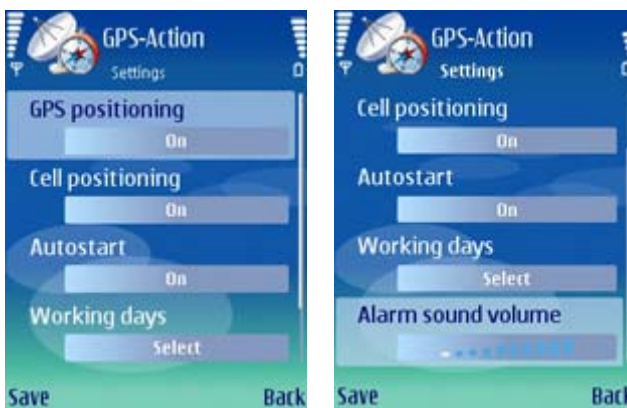 GPS-Action
Settings
GPS positioning
On
Cell positioning
On
Autostart
On
Working days
Select
Save Back
GPS-Action
Settings
Cell positioning
On
Autostart
On
Working days
Select
Alarm sound volume
Save Back